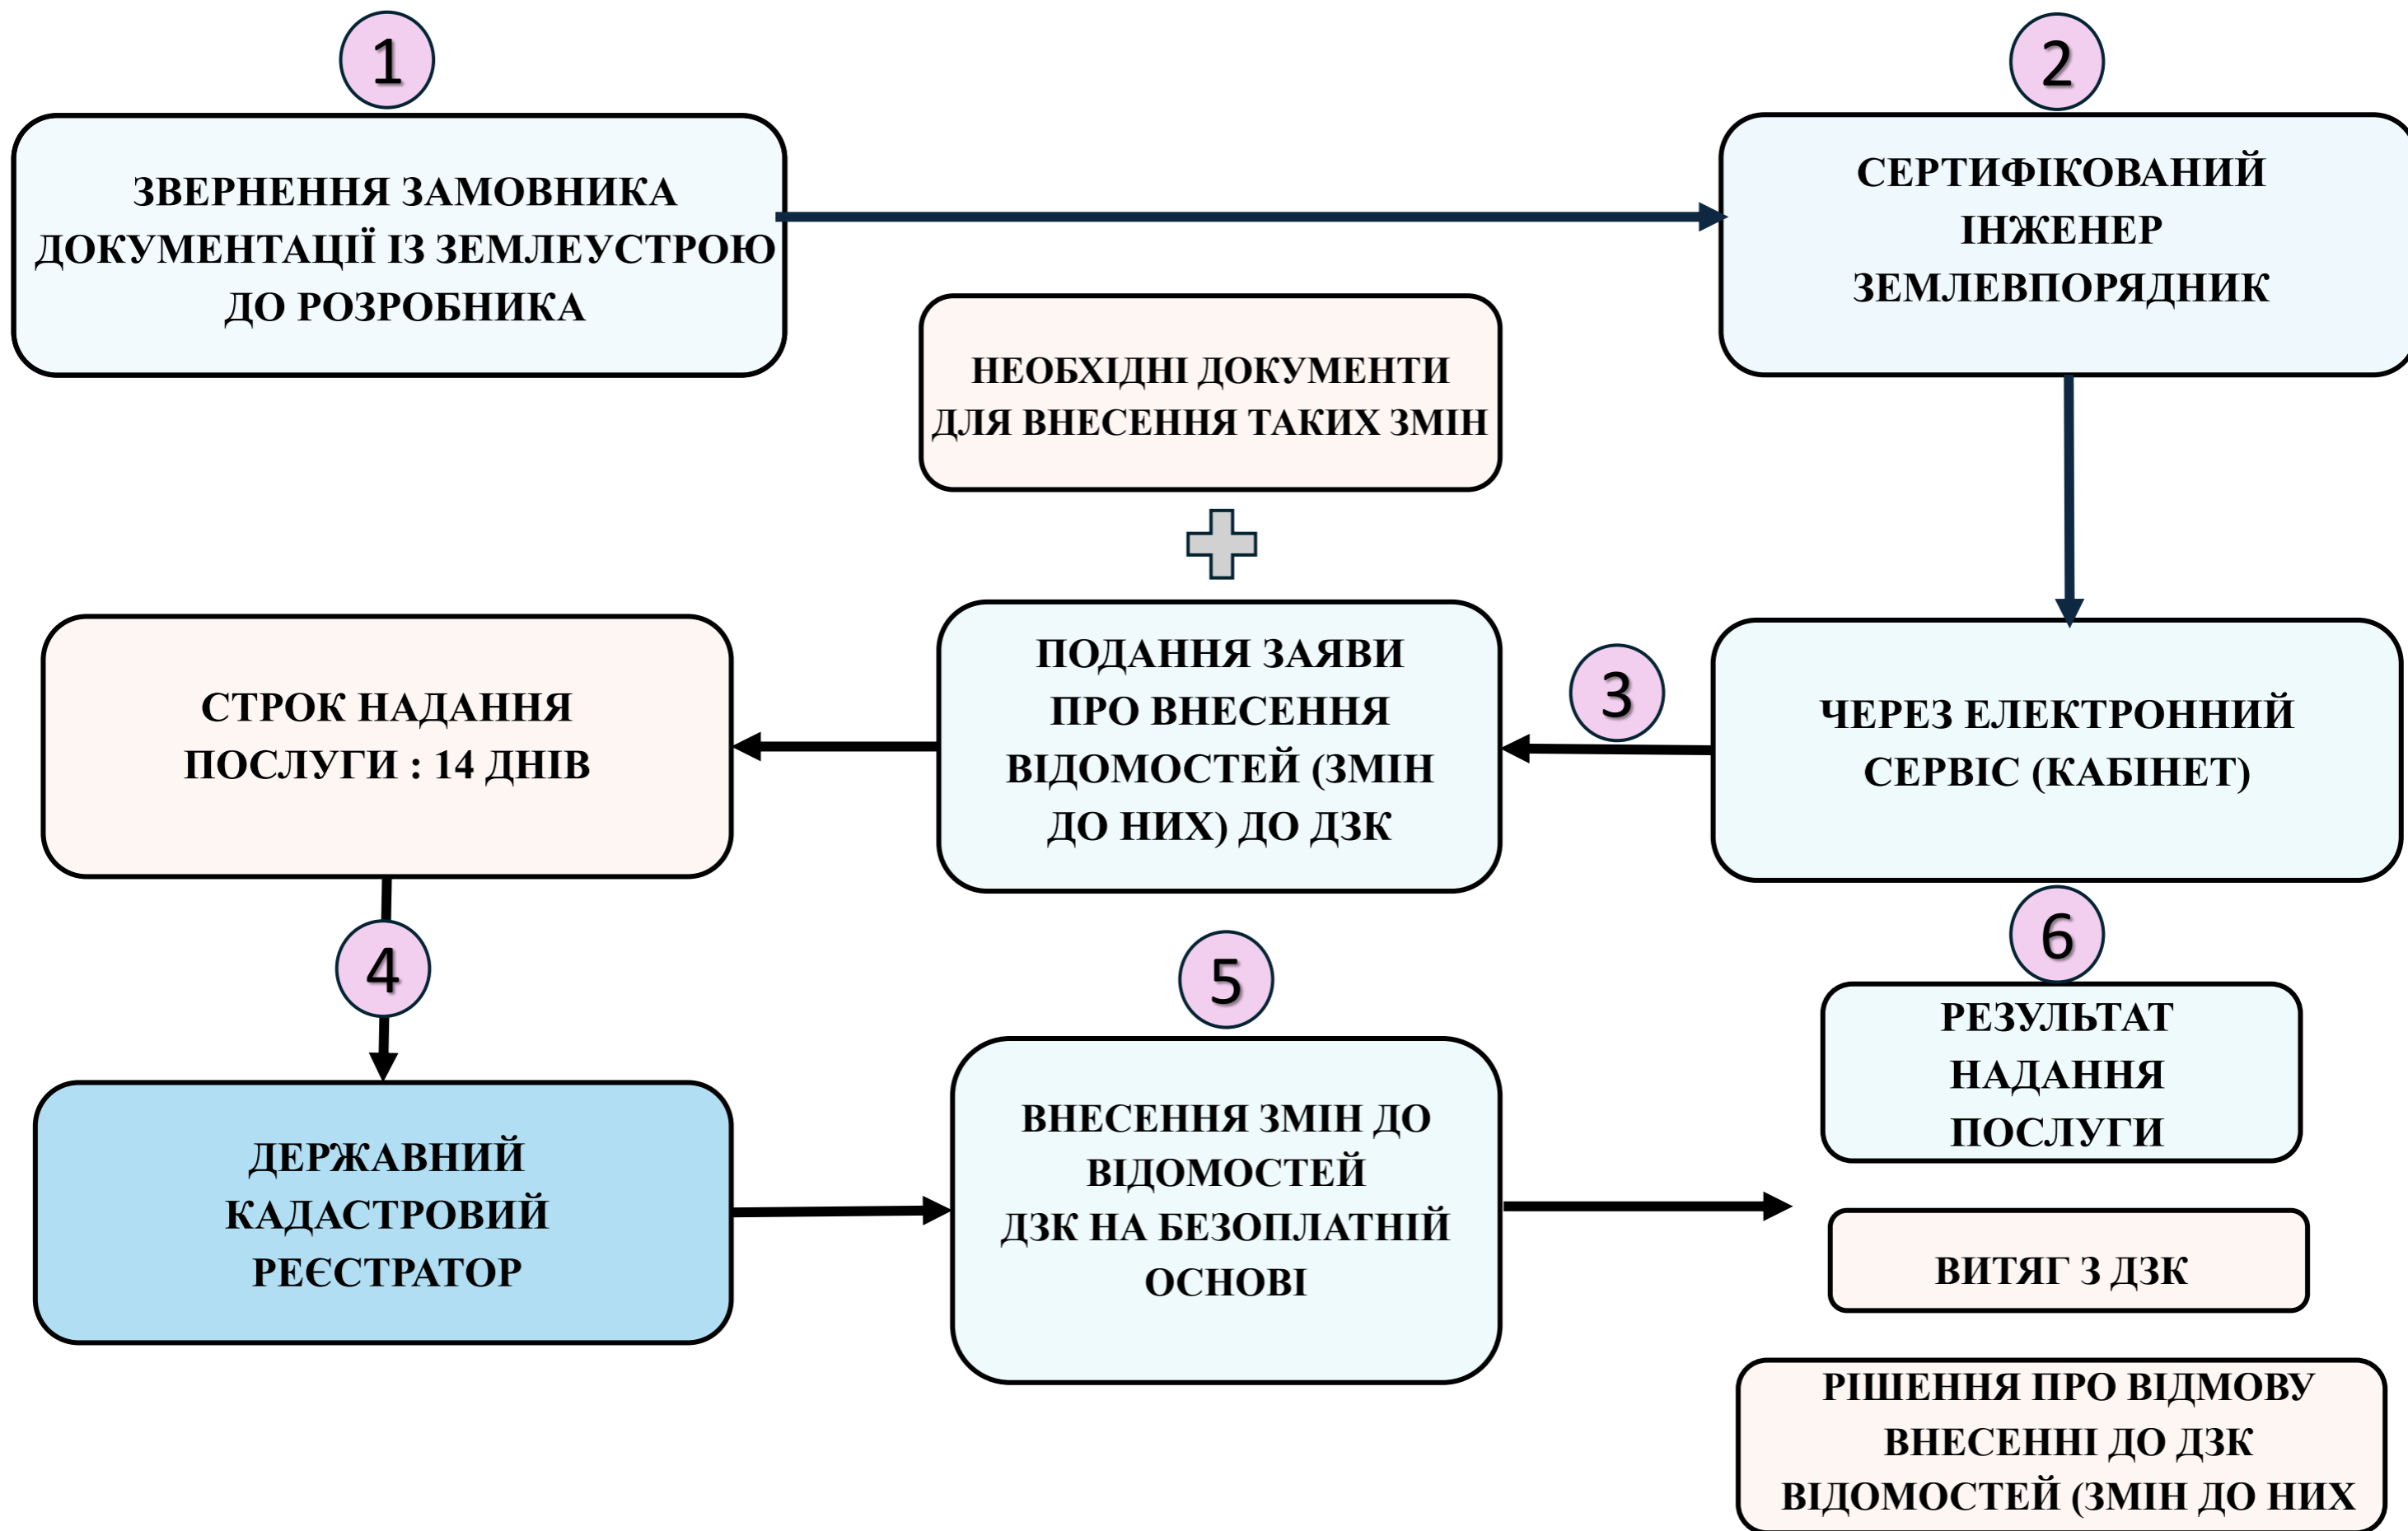 1
ЗВЕРНЕННЯ ЗАМОВНИКА
ДОКУМЕНТАЦІЇ ІЗ ЗЕМЛЕУСТРОЮ
ДО РОЗРОБНИКА
2
СЕРТИФІКОВАНИЙ
ІНЖЕНЕР
ЗЕМЛЕВПОРЯДНИК
НЕОБХІДНІ ДОКУМЕНТИ
ДЛЯ ВНЕСЕННЯ ТАКИХ ЗМІН
ЧЕРЕЗ ЕЛЕКТРОННИЙ
СЕРВІС (КАБІНЕТ)
3
ПОДАННЯ ЗАЯВИ
ПРО ВНЕСЕННЯ
ВІДОМОСТЕЙ (ЗМІН
ДО НИХ) ДО ДЗК
СТРОК НАДАННЯ
ПОСЛУГИ : 14 ДНІВ
4
ДЕРЖАВНИЙ
КАДАСТРОВИЙ
РЕЄСТРАТОР
5
ВНЕСЕННЯ ЗМІН ДО
ВІДОМОСТЕЙ
ДЗК НА БЕЗОПЛАТНІЙ
ОСНОВІ
6
РЕЗУЛЬТАТ
НАДАННЯ
ПОСЛУГИ
ВИТЯГ З ДЗК
РІШЕННЯ ПРО ВІДМОВУ
ВНЕСЕННІ ДО ДЗК
ВІДОМОСТЕЙ (ЗМІН ДО НИХ